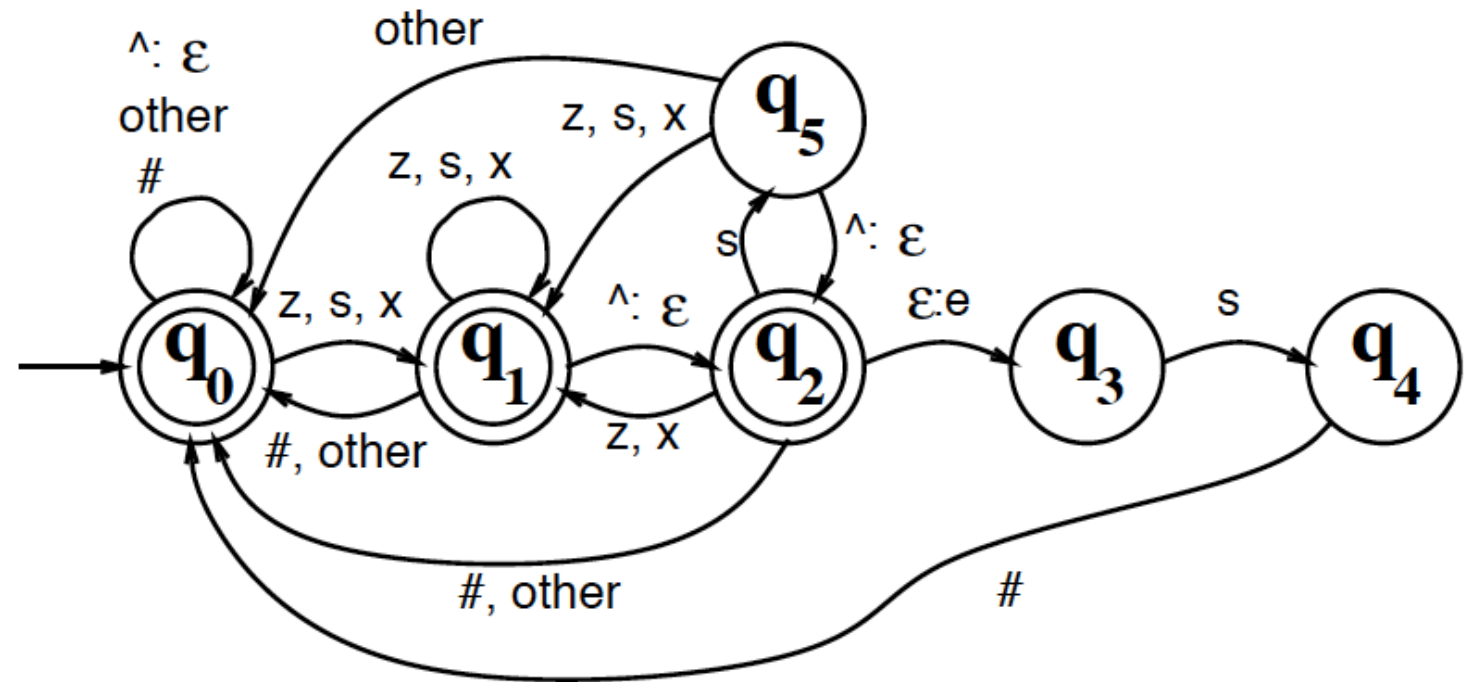 other
^: ε
other
#
z, s, x
z, s, x
q5
s
^: ε
z, s, x
^: ε
ε:e
s
q0
q1
q2
q3
q4
#, other
z, x
#, other
#